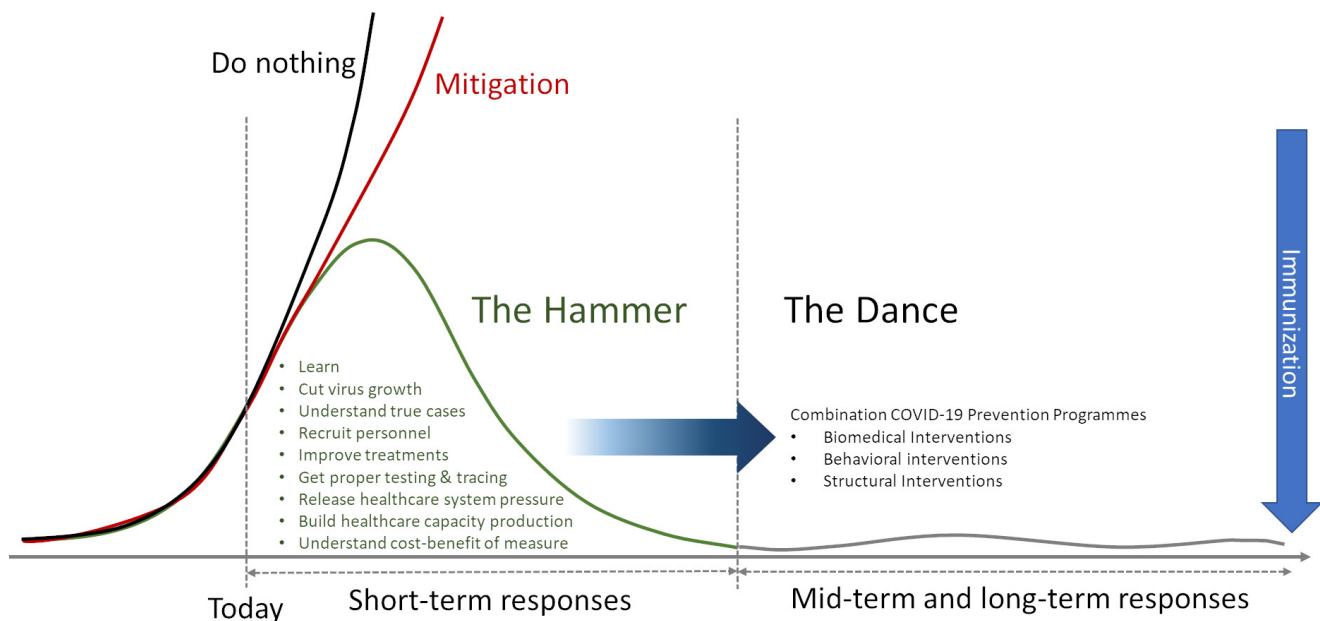 Do nothing
Mitigation
The Hammer
• Learn
• Cut virus growth
• Understand true cases
• Recruit personnel
• Improve treatments
• Get proper testing & tracing
• Release healthcare system pressure
• Build healthcare capacity production
• Understand cost-benefit of measure
The Dance
Combination COVID-19 Prevention Programmes
• Biomedical Interventions
• Behavioral interventions
• Structural Interventions
Immunization
Today
Short-term responses
Mid-term and long-term responses